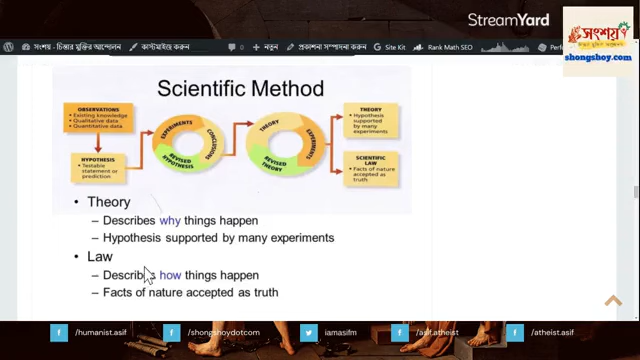 StreamYard
সংশয়
shongshoy.com
সংশয় - চিন্তার মুক্তির আন্দোলন
কাস্টমাইজ করুন
0
নতুন
প্রকাশনা সম্পাদনা করুন
Site Kit
Rank Math SEO
Scientific Method
OBSERVATIONS
• Existing knowledge
• Qualitative data
• Quantitative data
HYPOTHESIS
• Testable
statement or
prediction
EXPERIMENTS
CONCLUSIONS
REVISED HYPOTHESIS
THEORY
EXPERIMENTS
REVISED THEORY
THEORY
• Hypothesis
supported by
many experiments
SCIENTIFIC
LAW
• Facts of nature
accepted as
truth
• Theory
– Describes why things happen
– Hypothesis supported by many experiments
• Law
– Describes how things happen
– Facts of nature accepted as truth
/humanist.asif
/shongshoydotcom
iamasifm
/asif.atheist
/atheist.asif